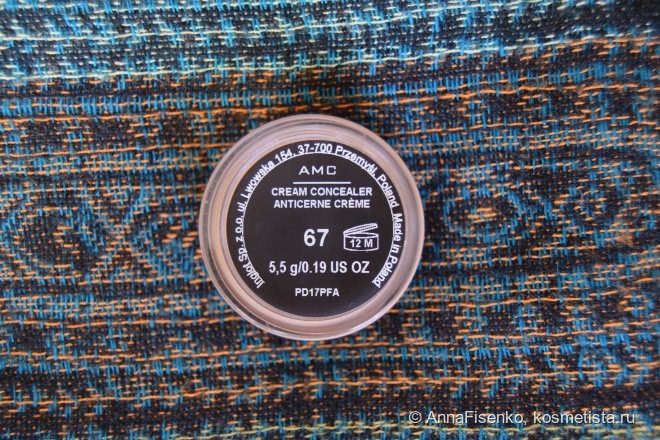 Inglot Sp. z o.o. ul. Lwowska 154, 37-700 Przemyśl, Poland Made in Poland
AMC
CREAM CONCEALER
ANTICERNE CRÈME
67 12 M
5,5 g/0.19 US OZ
PD17PFA
© AnnaFisenko, kosmetista.ru